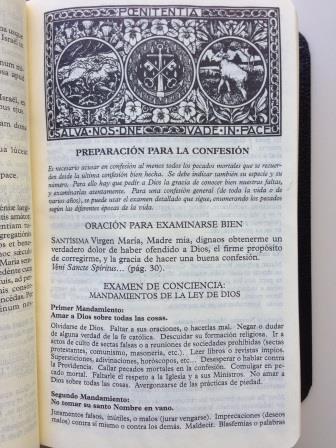 PŒNITENTIA
SALVA·NOS·DNE VADE·IN·PACE
PREPARACIÓN PARA LA CONFESIÓN
Es necesario acusar en confesión al menos todos los pecados mortales que se recuer-
den desde la última confesión bien hecha. Se debe indicar también su especie y su
número. Para ello hay que pedir a Dios la gracia de conocer bien nuestras faltas,
y examinarlas atentamente. Para una confesión general (de toda la vida o de
varios años), se puede usar el examen detallado que sigue, enumerando los pecados
según las diferentes épocas de la vida.
ORACIÓN PARA EXAMINARSE BIEN
SANTISIMA Virgen María, Madre mia, dignaos obtenerme un
verdadero dolor de haber ofendido a Dios, el firme propósito
de corregirme, y la gracia de hacer una buena confesión.
Veni Sancte Spíritus... (pág. 30).
EXAMEN DE CONCIENCIA:
MANDAMIENTOS DE LA LEY DE DIOS
Primer Mandamiento:
Amar a Dios sobre todas las cosas.
Olvidarse de Dios. Faltar a sus oraciones, o hacerlas mal. Negar o dudar
de alguna verdad de la católica. Descuidar su formación religiosa. Ir a
actos de culto de sectas falsas o a reuniones de sociedades prohibidas (sectas
protestantes, comunismo, masonería, etc.). Leer libros o revistas impíos.
Supersticiones, adivinaciones, horóscopos, etc... Desesperar o hablar contra
la Providencia. Callar pecados mortales en la confesión. Comulgar en pe-
cado mortal. Faltarle el respeto a la Iglesia y a sus Ministros. No amar a
Dios sobre todas las cosas. Avergonzarse de las prácticas de piedad.
Segundo Mandamiento:
No tomar su santo Nombre en vano.
Juramentos falsos, inútiles, o malos (jurar vengarse). Imprecaciones (deseos
malos) contra sí mismo o contra los demás. Maldecir. Blasfemias o palabras